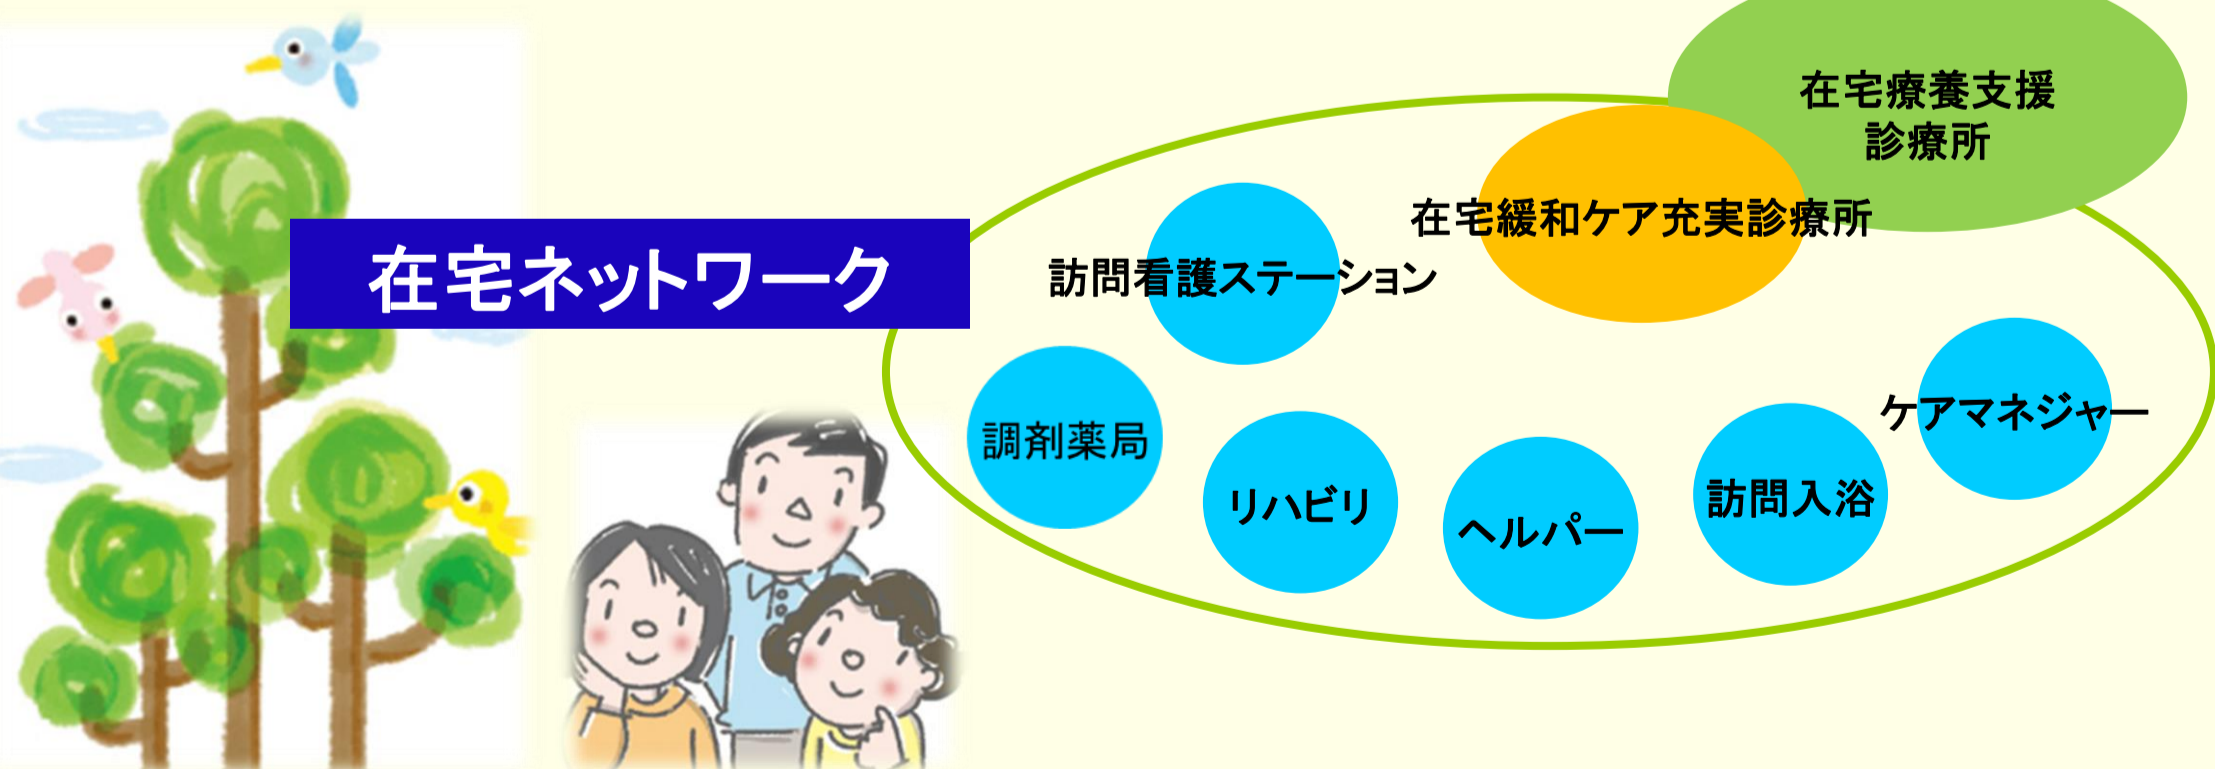 在宅療養支援
診療所
在宅緩和ケア充実診療所
在宅ネットワーク
訪問看護ステーション
調剤薬局
リハビリ
ヘルパー
訪問入浴
ケアマネジャー